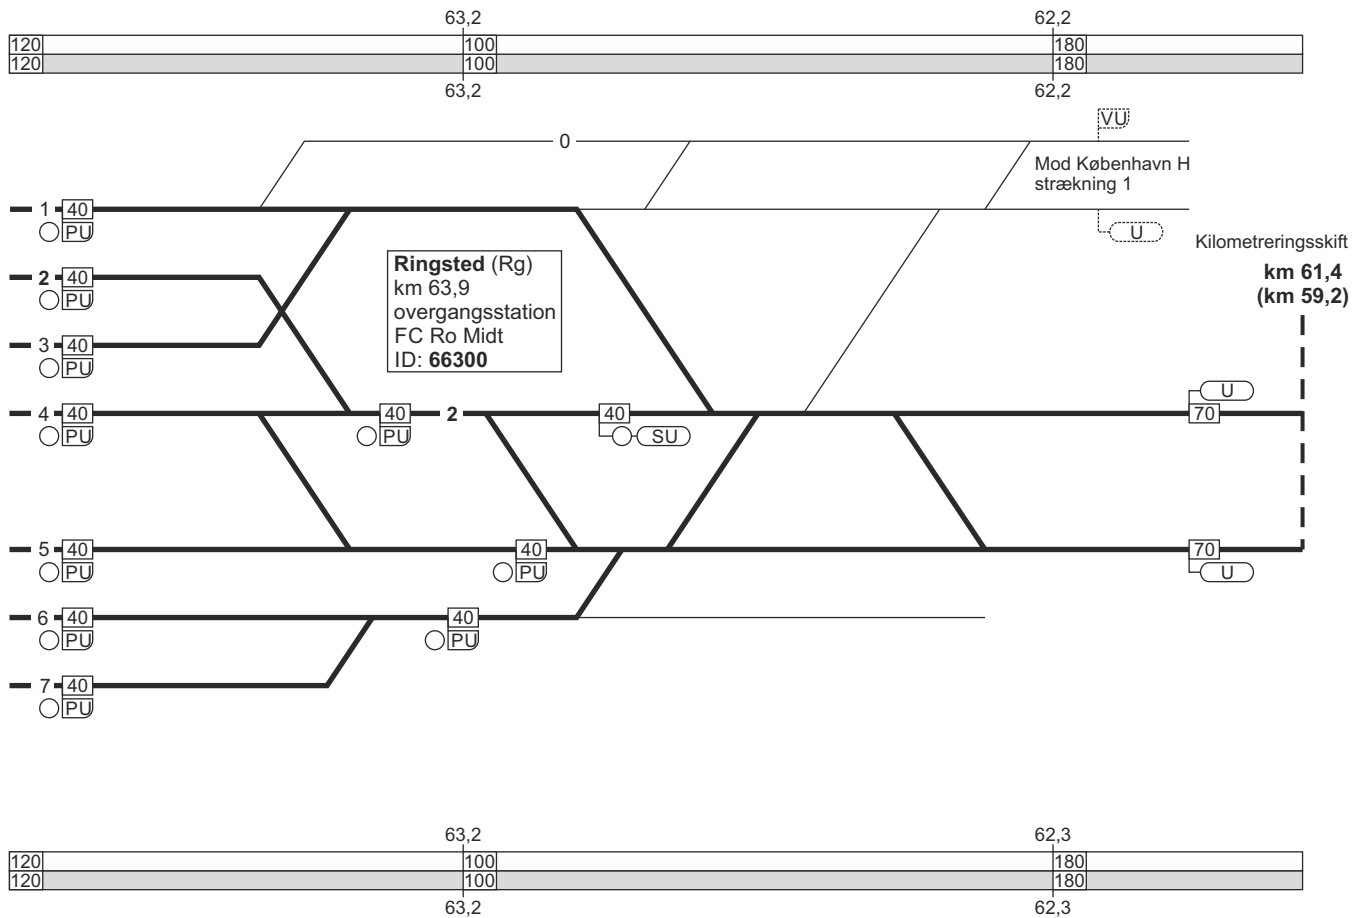 63,2 62,2
120 100 180
120 100 180
63,2 62,2
VU
0
Mod København H
strækning 1
1 40
PU
U
Kilometreringsskift
km 61,4
(km 59,2)
Ringsted (Rg)
km 63,9
overgangsstation
FC Ro Midt
ID: 66300
2 40
PU
3 40
PU
U
4 40 40 2 40 70
PU PU SU
5 40 40 70
PU PU U
6 40 40
PU PU
7 40
PU
63,2 62,3
120 100 180
120 100 180
63,2 62,3